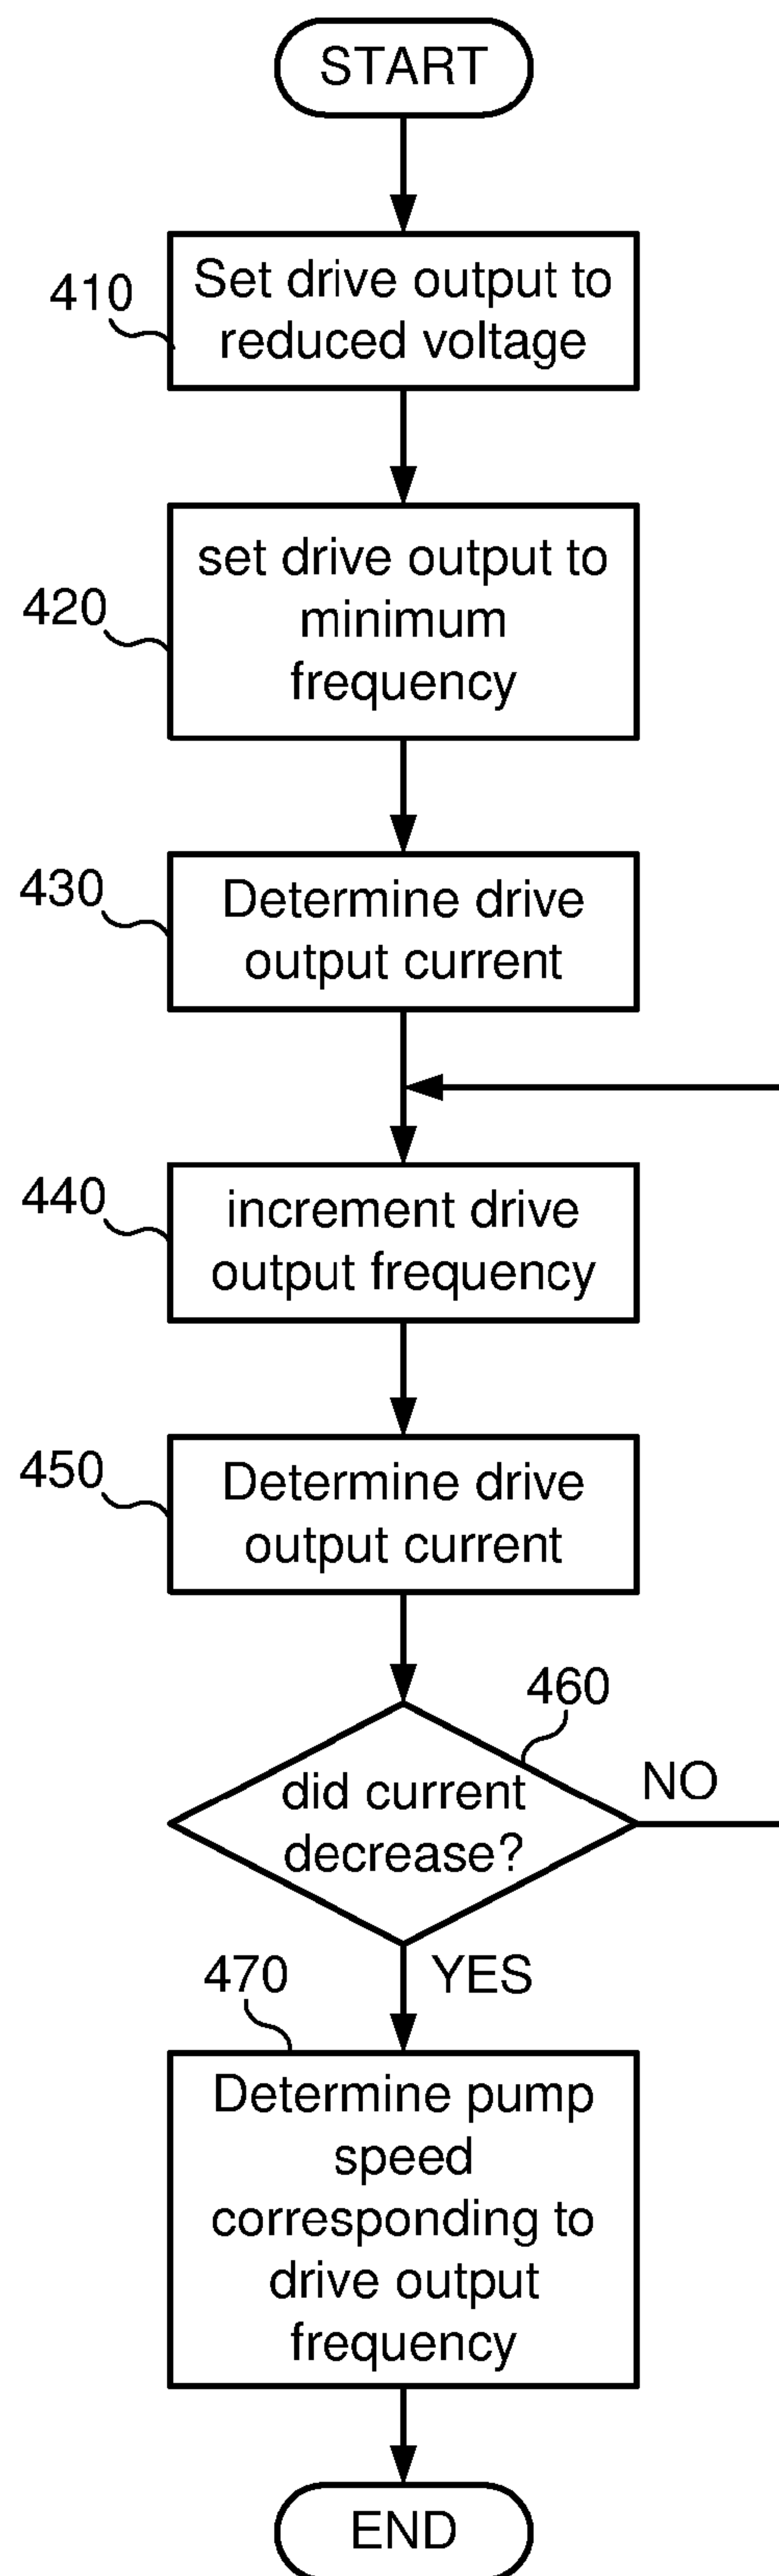 START
410
Set drive output to
reduced voltage
420
set drive output to
minimum
frequency
430
Determine drive
output current
440
increment drive
output frequency
450
Determine drive
output current
460
did current
decrease?
NO
YES
470
Determine pump
speed
corresponding to
drive output
frequency
END